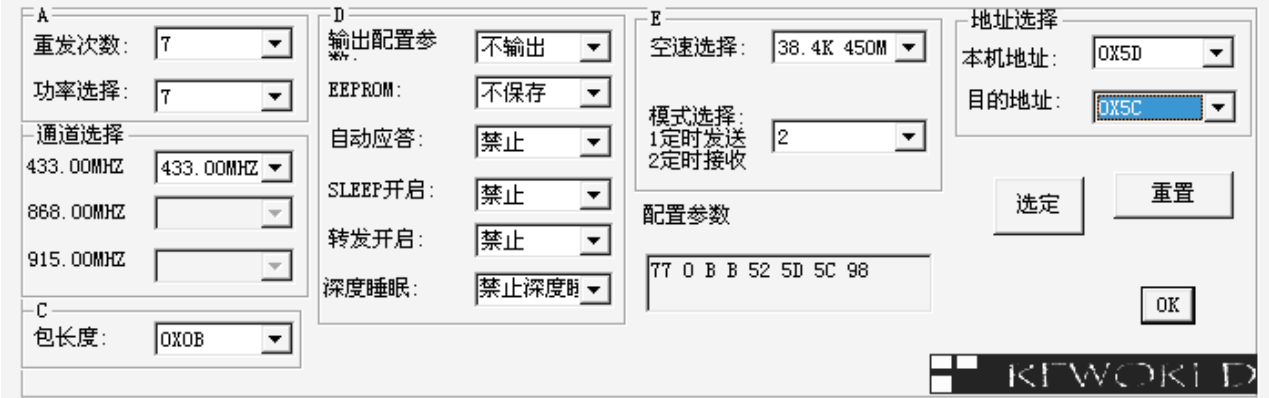 A
重发次数: 7
功率选择: 7
通道选择
433.00MHZ 433.00MHZ
868.00MHZ
915.00MHZ
C
包长度: 0X0B
D
输出配置参数: 不输出
EEPROM: 不保存
自动应答: 禁止
SLEEP开启: 禁止
转发开启: 禁止
深度睡眠: 禁止深度
E
空速选择: 38.4K 450M
模式选择:
1定时发送 2
2定时接收
配置参数
77 0 B B 52 5D 5C 98
地址选择
本机地址: 0X5D
目的地址: 0X5C
选定
重置
OK